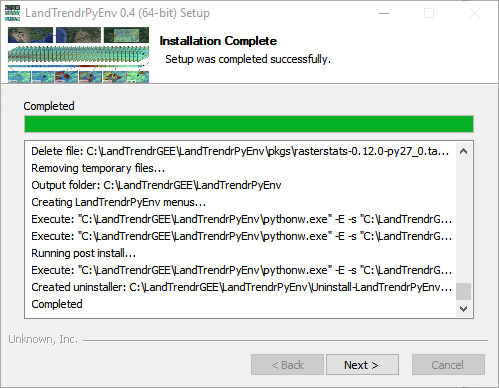 LandTrendrPyEnv 0.4 (64-bit) Setup
Installation Complete
Setup was completed successfully.
Completed
Delete file: C:\LandTrendrGEE\LandTrendrPyEnv\pkgs\rasterstats-0.12.0-py27_0.ta...
Removing temporary files...
Output folder: C:\LandTrendrGEE\LandTrendrPyEnv
Creating LandTrendrPyEnv menus...
Execute: "C:\LandTrendrGEE\LandTrendrPyEnv\pythonw.exe" -E -s "C:\LandTrendrG...
Execute: "C:\LandTrendrGEE\LandTrendrPyEnv\pythonw.exe" -E -s "C:\LandTrendrG...
Running post install...
Execute: "C:\LandTrendrGEE\LandTrendrPyEnv\pythonw.exe" -E -s "C:\LandTrendrG...
Created uninstaller: C:\LandTrendrGEE\LandTrendrPyEnv\Uninstall-LandTrendrPyEnv...
Completed
Unknown, Inc.
< Back
Next >
Cancel